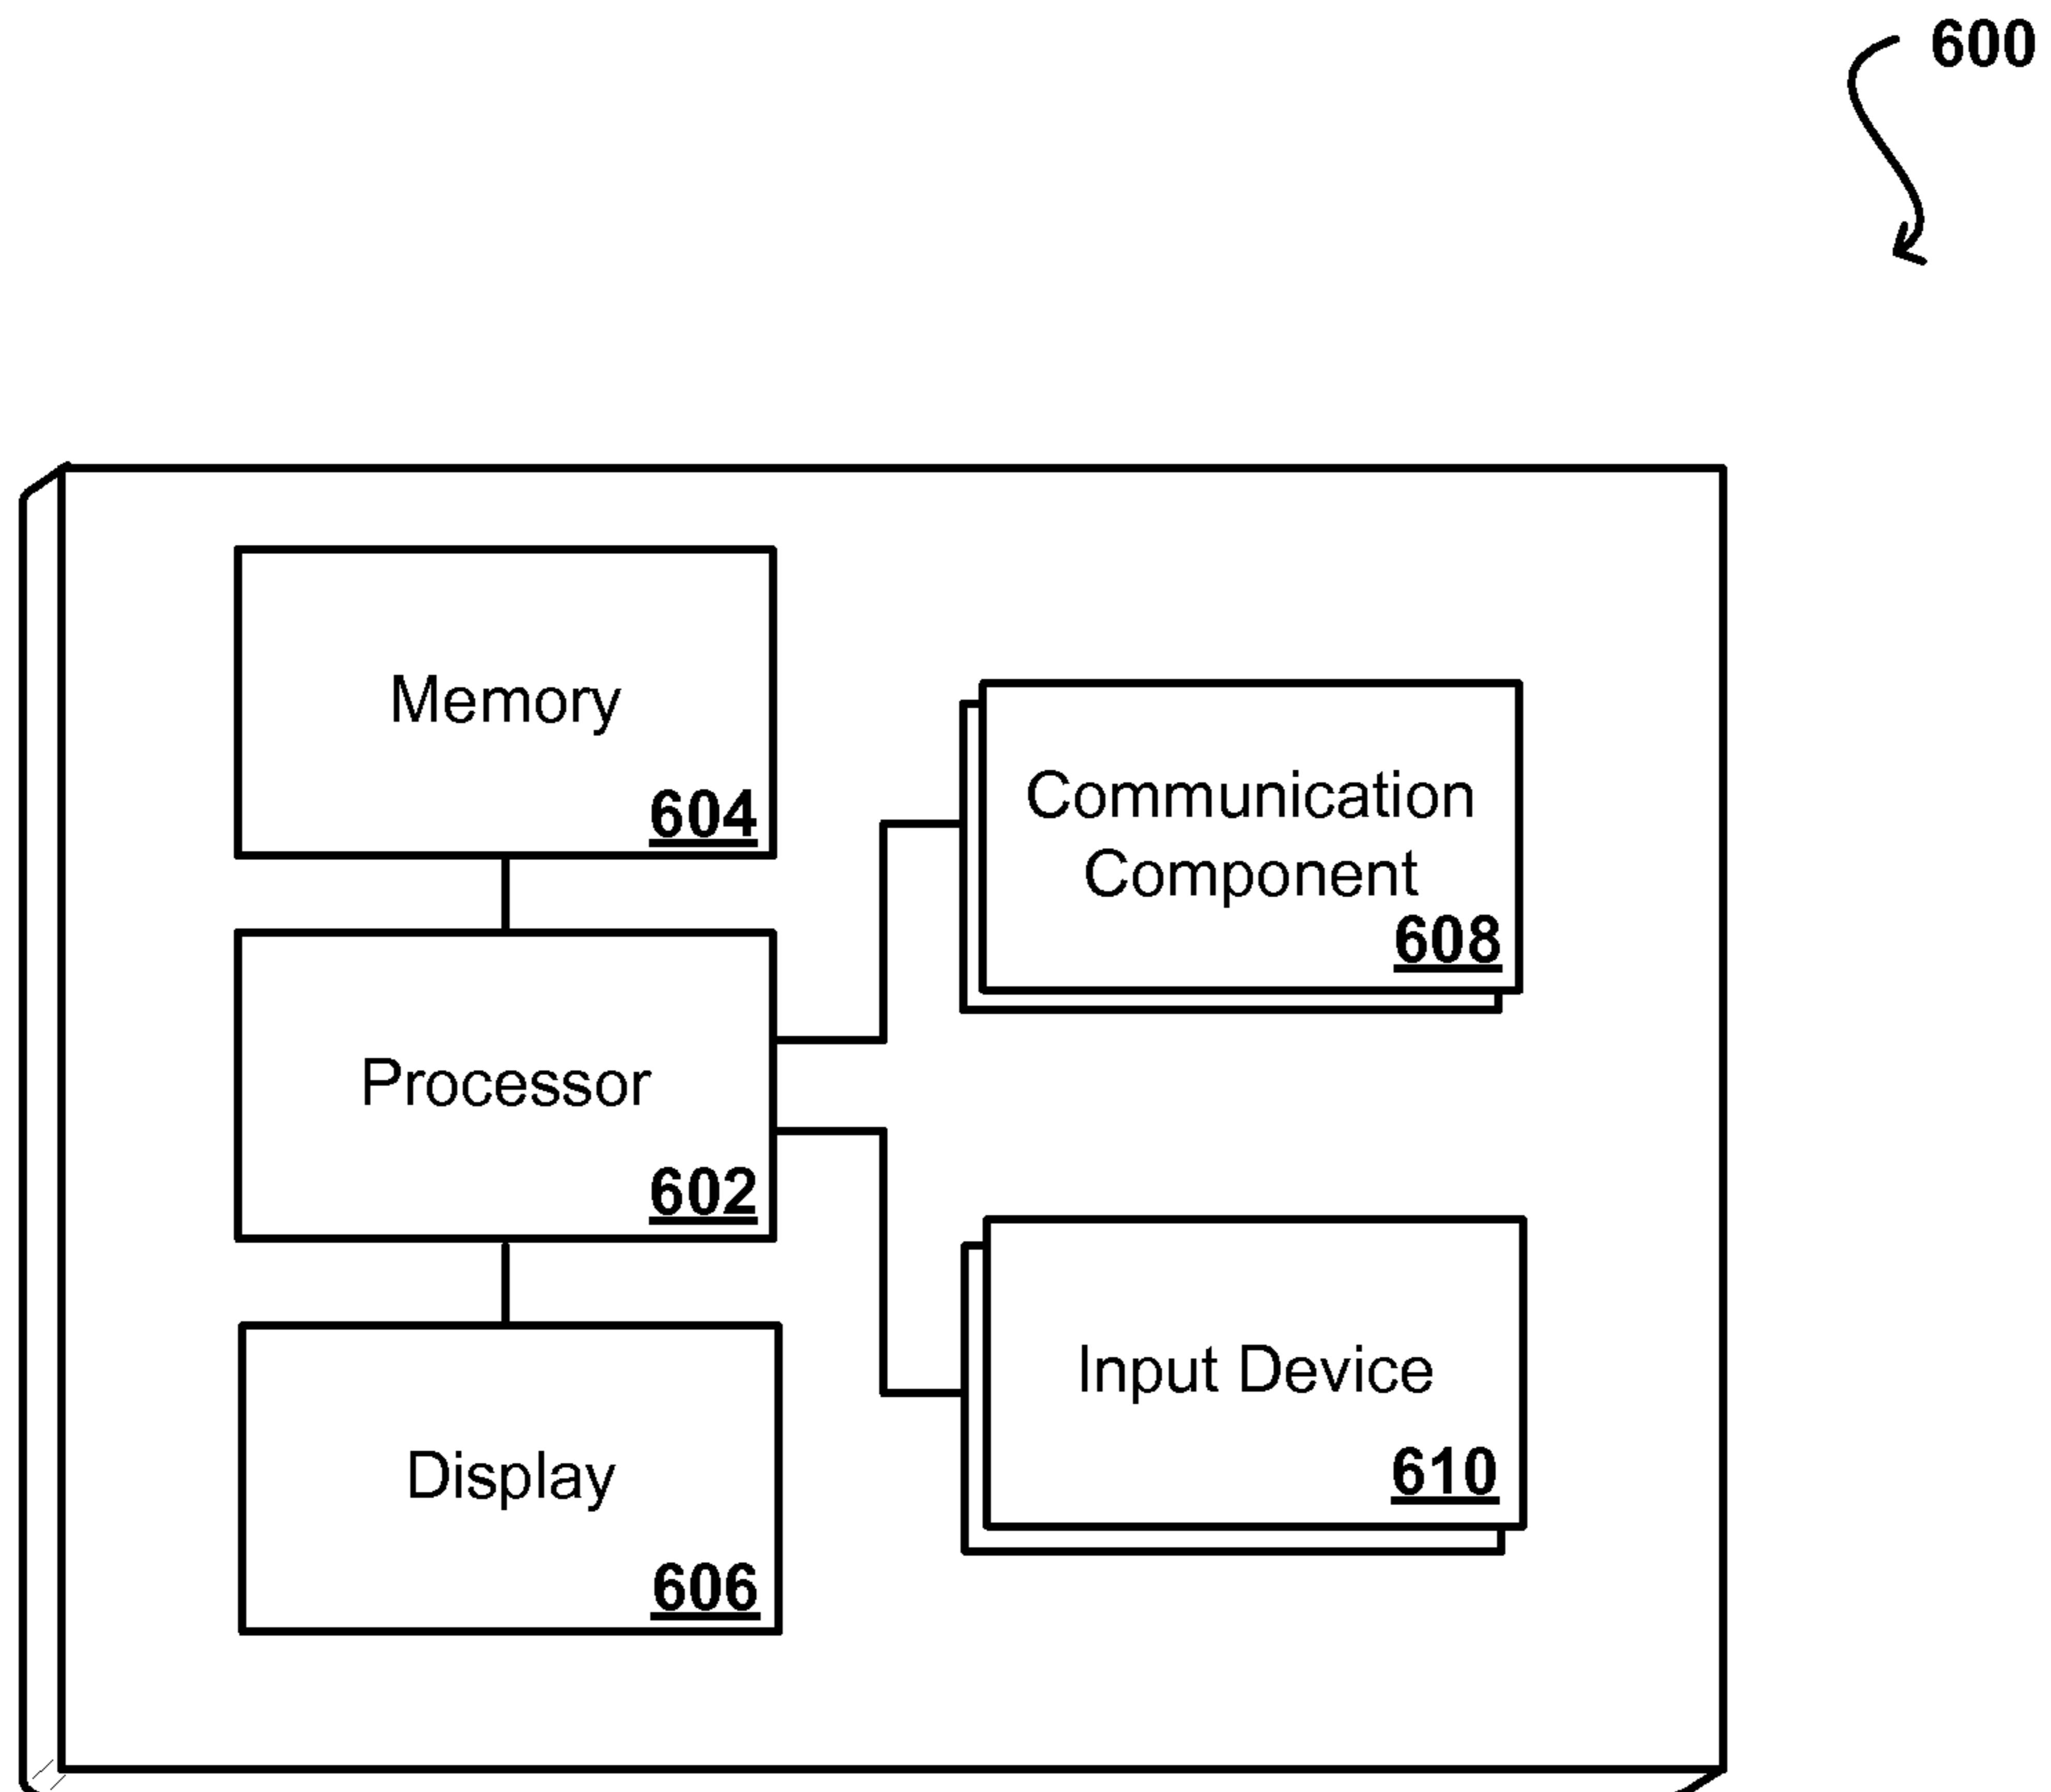 600
Memory
604
Communication
Component
608
Processor
602
Input Device
610
Display
606